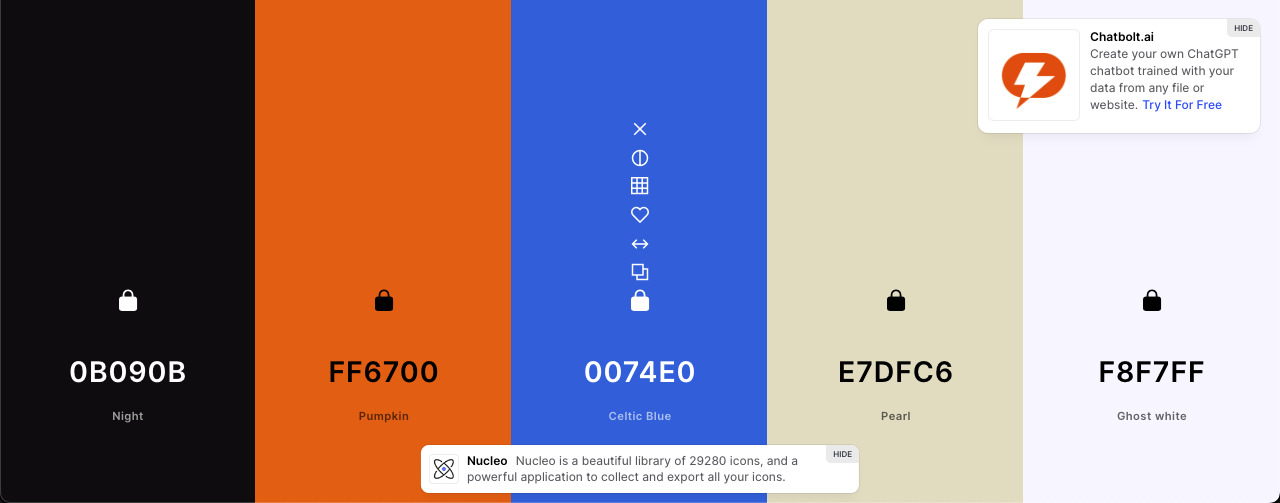 HIDE
Chatbolt.ai
Create your own ChatGPT
chatbot trained with your
data from any file or
website. Try It For Free
0B090B
FF6700
0074E0
E7DFC6
F8F7FF
Night
Pumpkin
Celtic Blue
Pearl
Ghost white
HIDE
Nucleo Nucleo is a beautiful library of 29280 icons, and a
powerful application to collect and export all your icons.